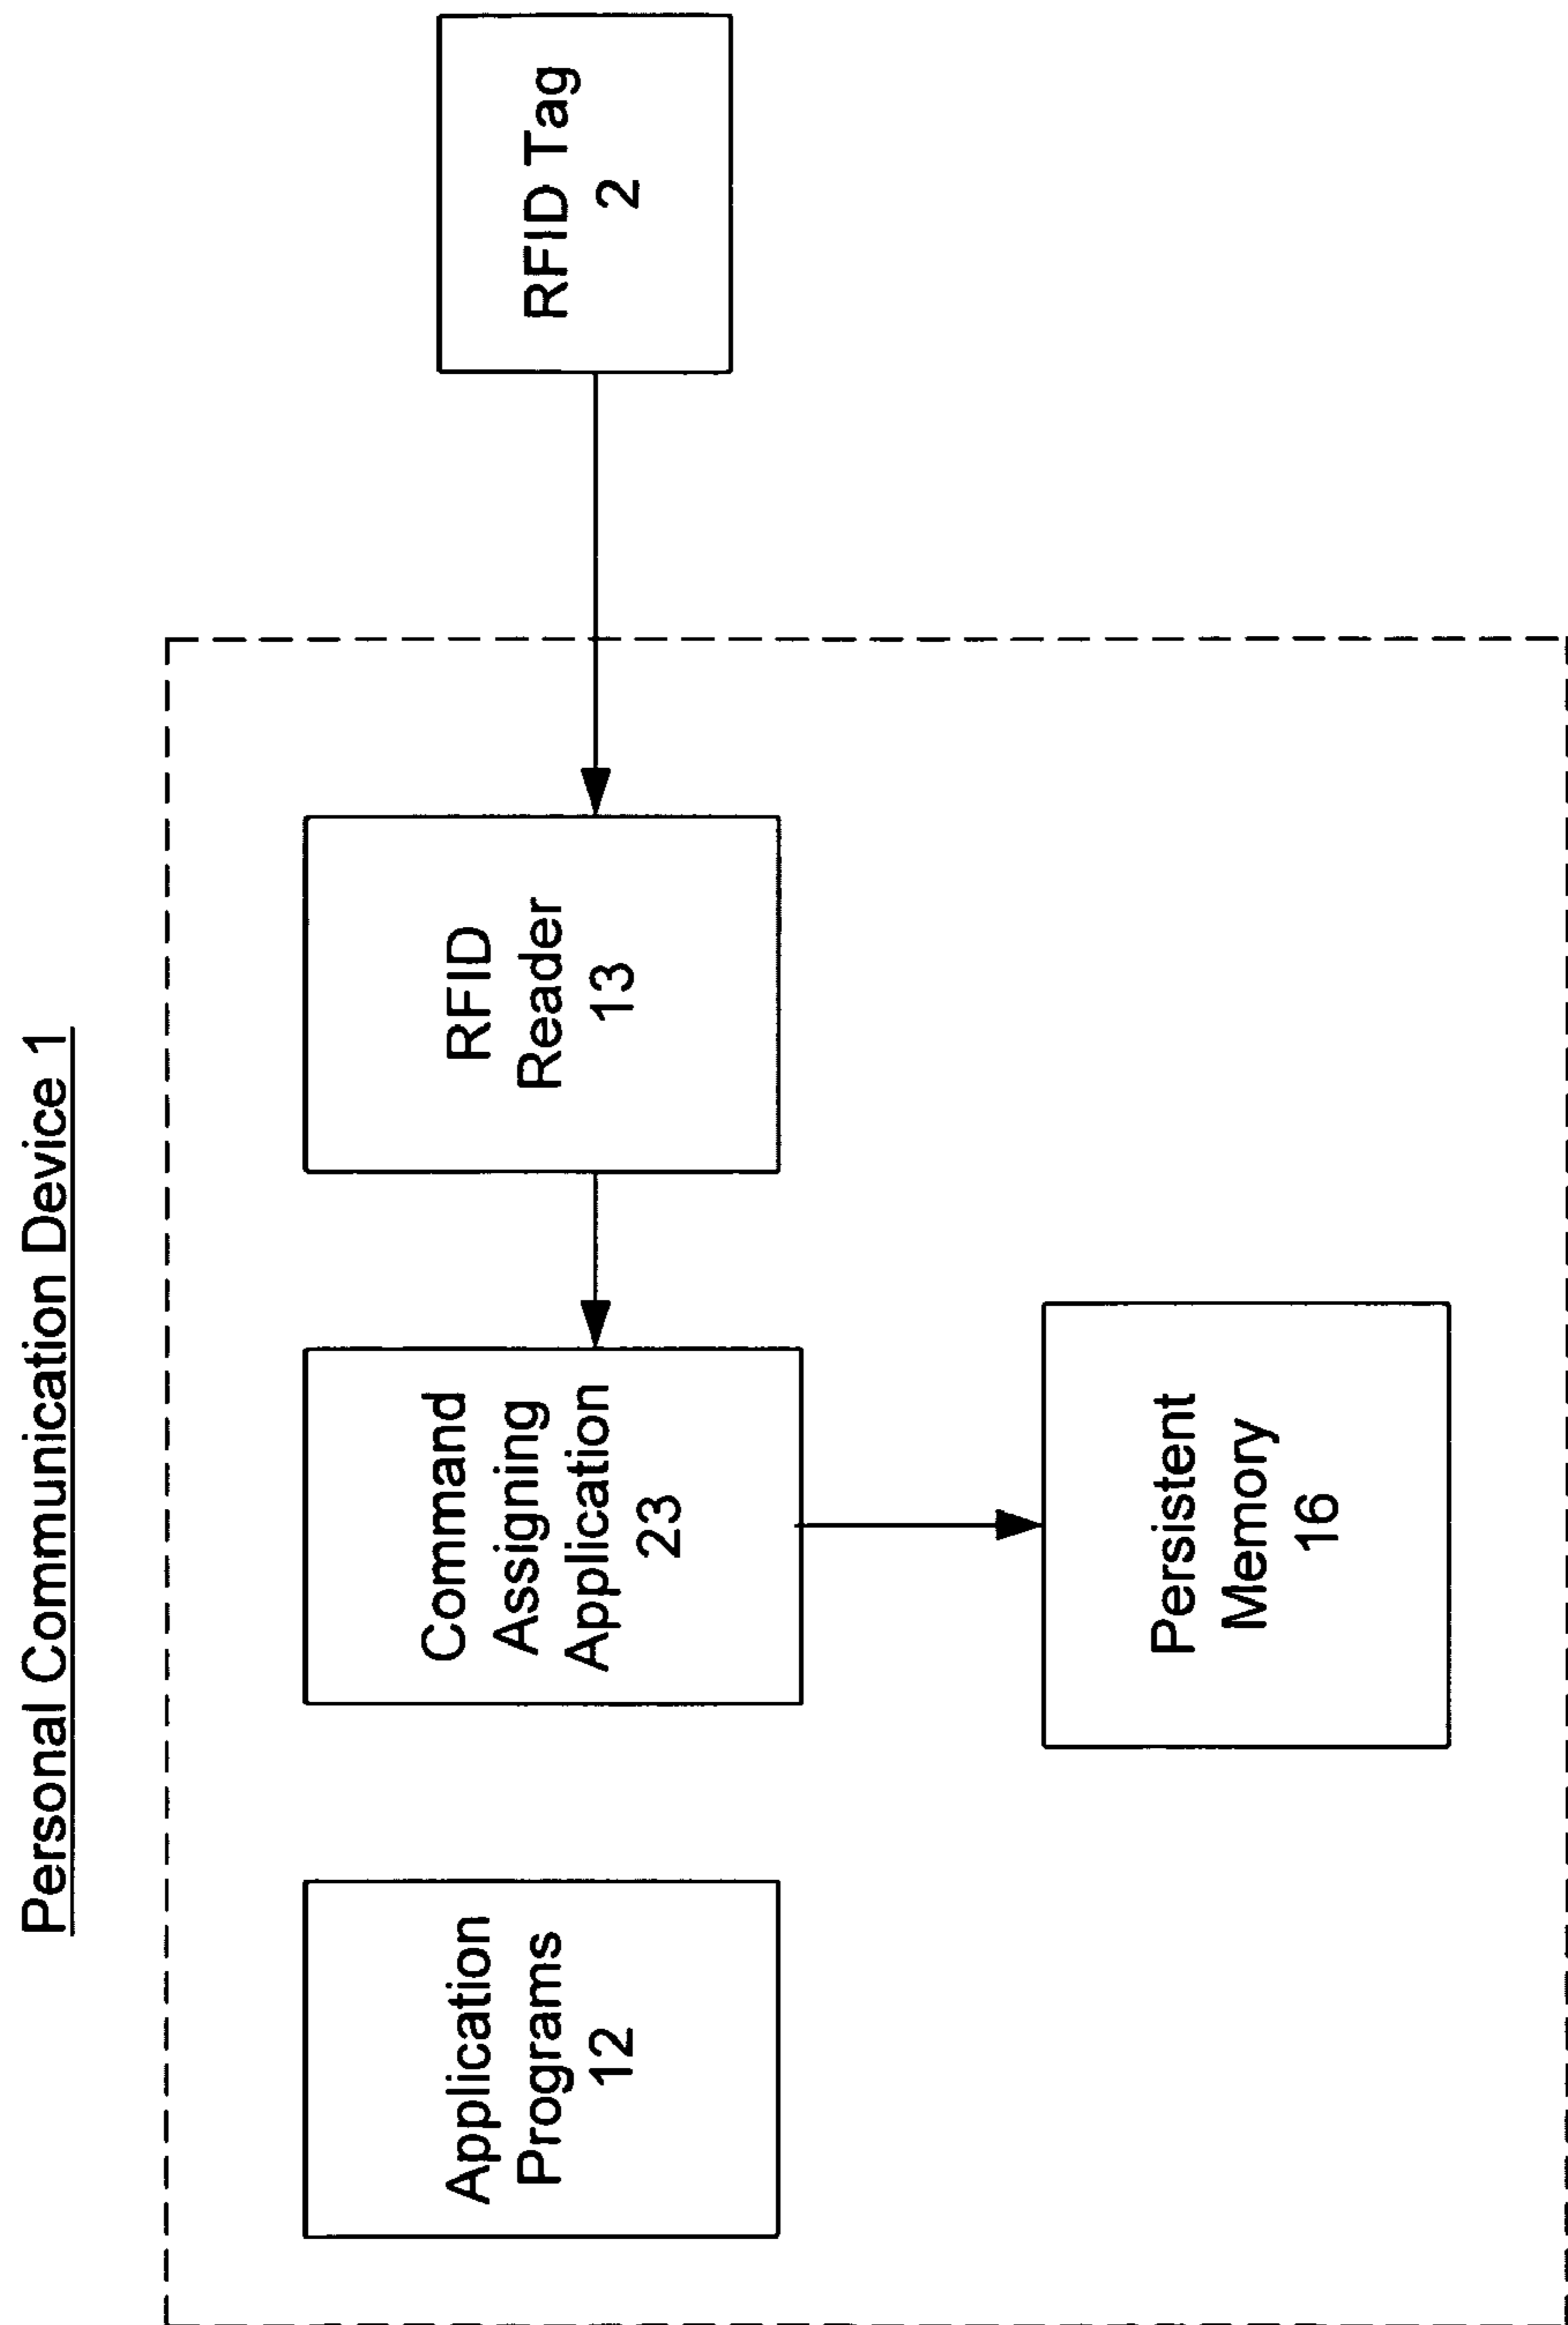 Personal Communication Device 1
Application
Programs
12
Command
Assigning
Application
23
RFID
Reader
13
RFID Tag
2
Persistent
Memory
16